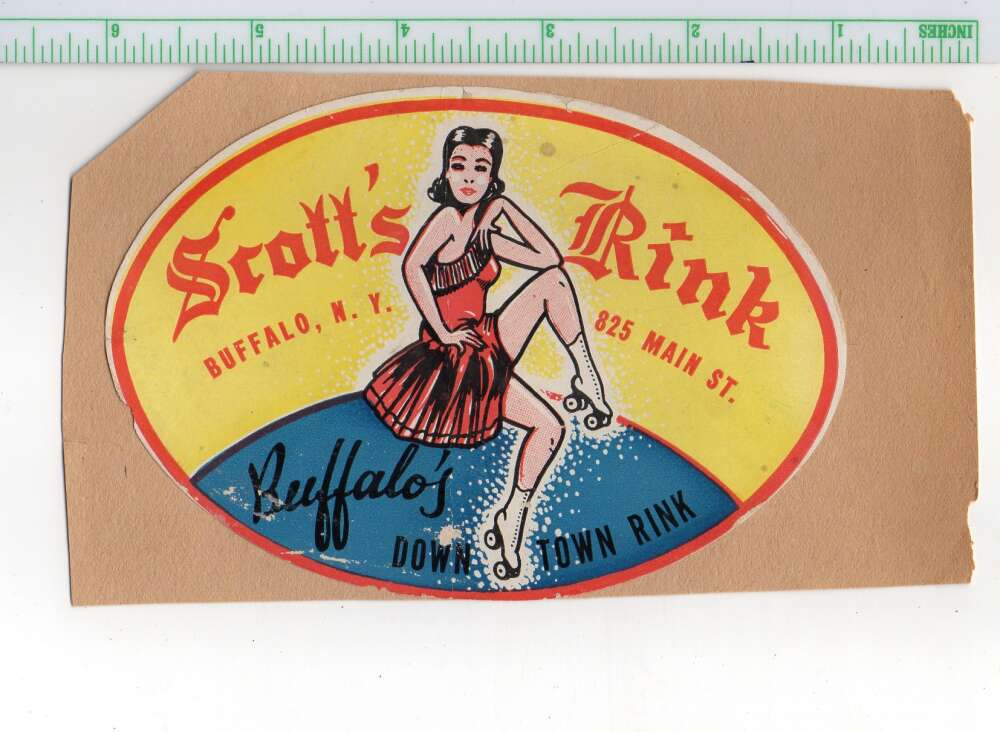 INCHES 1 2 3 4 5 6
Scott's Rink
BUFFALO, N. Y.
825 MAIN ST.
Buffalo's
DOWN TOWN RINK